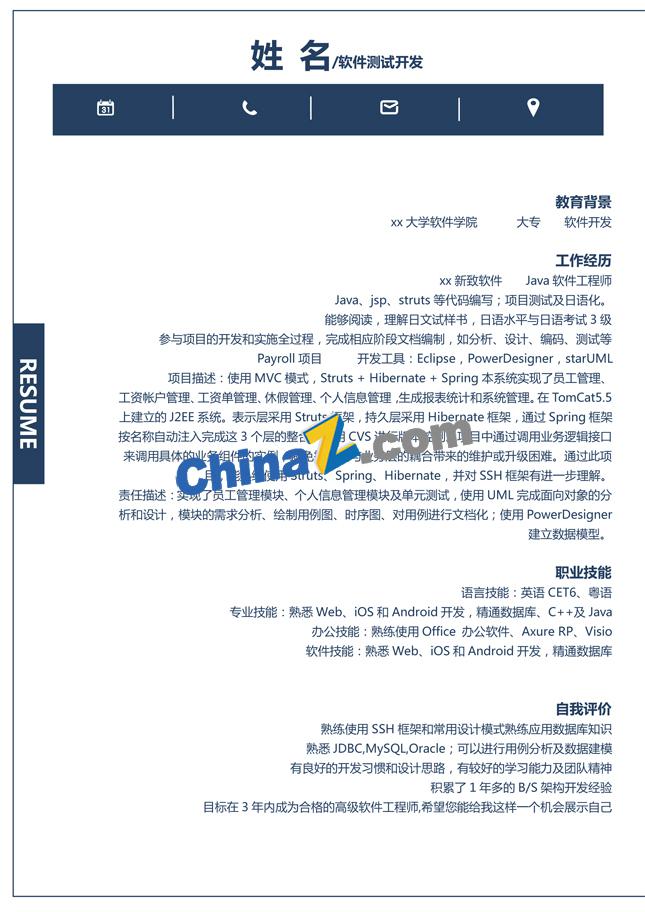 姓 名/软件测试开发
31
教育背景
xx 大学软件学院 大专 软件开发
工作经历
xx 新致软件 Java 软件工程师
Java、jsp、struts 等代码编写；项目测试及日语化。
能够阅读，理解日文试样书，日语水平与日语考试 3 级
参与项目的开发和实施全过程，完成相应阶段文档编制，如分析、设计、编码、测试等
Payroll 项目 开发工具：Eclipse，PowerDesigner，starUML
RESUME
项目描述：使用 MVC 模式，Struts + Hibernate + Spring 本系统实现了员工管理、
工资帐户管理、工资单管理、休假管理、个人信息管理，生成报表统计和系统管理。在 TomCat5.5
上建立的 J2EE 系统。表示层采用 Struts 框架，持久层采用 Hibernate 框架，通过 Spring 框架
按名称自动注入完成这 3 个层的整 用 CVS 进行版本 项目中通过调用业务逻辑接口
来调用具体的业务组件的实例 业务层的耦合带来的维护或升级困难。通过此项
使用 Struts、Spring、Hibernate，并对 SSH 框架有进一步理解。
ChinaZ.com
责任描述：实现了员工管理模块、个人信息管理模块及单元测试，使用 UML 完成面向对象的分
析和设计，模块的需求分析、绘制用例图、时序图、对用例进行文档化；使用 PowerDesigner
建立数据模型。
职业技能
语言技能：英语 CET6、粤语
专业技能：熟悉 Web、iOS 和 Android 开发，精通数据库、C++及 Java
办公技能：熟练使用 Office 办公软件、Axure RP、Visio
软件技能：熟悉 Web、iOS 和 Android 开发，精通数据库
自我评价
熟练使用 SSH 框架和常用设计模式熟练应用数据库知识
熟悉 JDBC,MySQL,Oracle；可以进行用例分析及数据建模
有良好的开发习惯和设计思路，有较好的学习能力及团队精神
积累了 1 年多的 B/S 架构开发经验
目标在 3 年内成为合格的高级软件工程师,希望您能给我这样一个机会展示自己